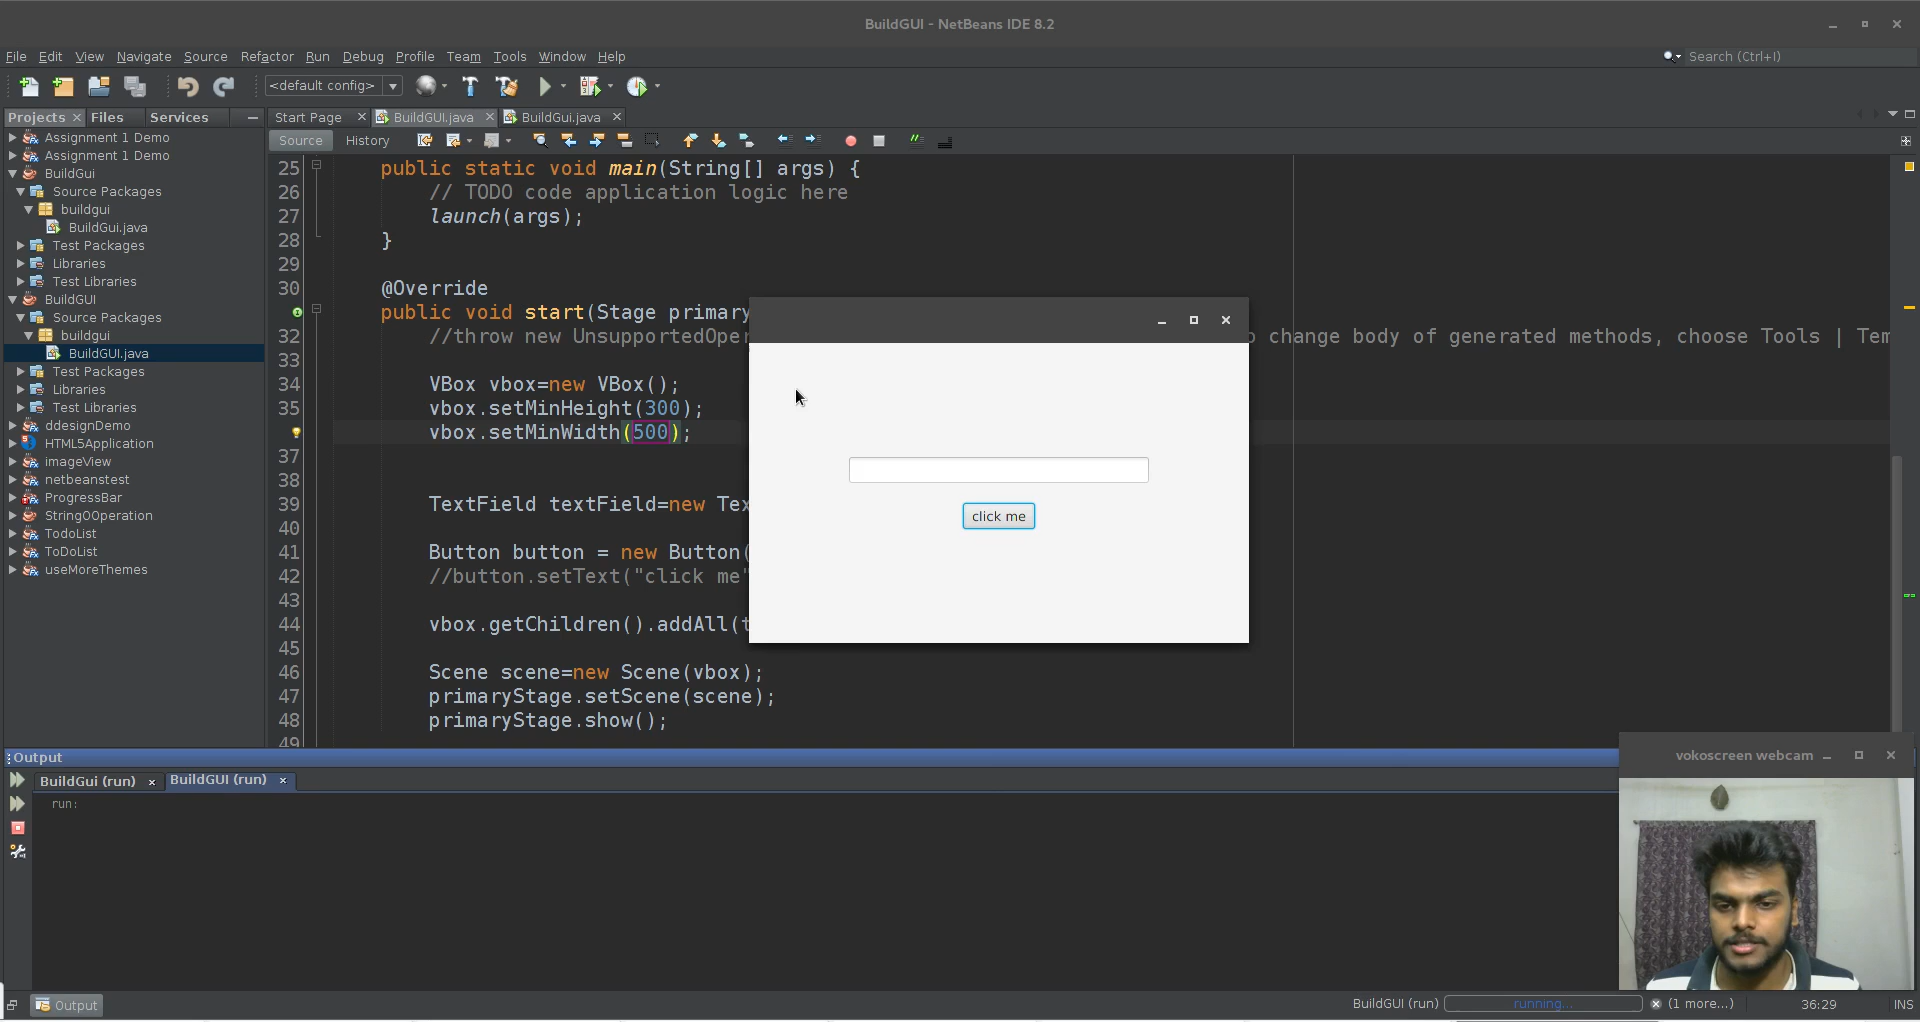 BuildGUI - NetBeans IDE 8.2
File Edit View Navigate Source Refactor Run Debug Profile Team Tools Window Help
Search (Ctrl+I)
<default config>
Projects Files Services
Start Page BuildGUI.java BuildGui.java
Source History
Assignment 1 Demo
Assignment 1 Demo
BuildGui
Source Packages
buildgui
BuildGui.java
Test Packages
Libraries
Test Libraries
BuildGUI
Source Packages
buildgui
BuildGUI.java
Test Packages
Libraries
Test Libraries
ddesignDemo
HTML5Application
imageView
netbeanstest
ProgressBar
StringOOperation
TodoList
ToDoList
useMoreThemes
25 public static void main(String[] args) {
26 // TODO code application logic here
27 launch(args);
28 }
29
30 @Override
public void start(Stage primary
32 //throw new UnsupportedOper change body of generated methods, choose Tools | Tem
33
34 VBox vbox=new VBox();
35 vbox.setMinHeight(300);
vbox.setMinWidth(500);
37
38
39 TextField textField=new Tex
40
41 Button button = new Button(
42 //button.setText("click me"
43
44 vbox.getChildren().addAll(t
45
46 Scene scene=new Scene(vbox);
47 primaryStage.setScene(scene);
48 primaryStage.show();
49
click me
Output
BuildGui (run) BuildGUI (run)
run:
vokoscreen webcam
Output
BuildGUI (run) running... (1 more...) 36:29 INS